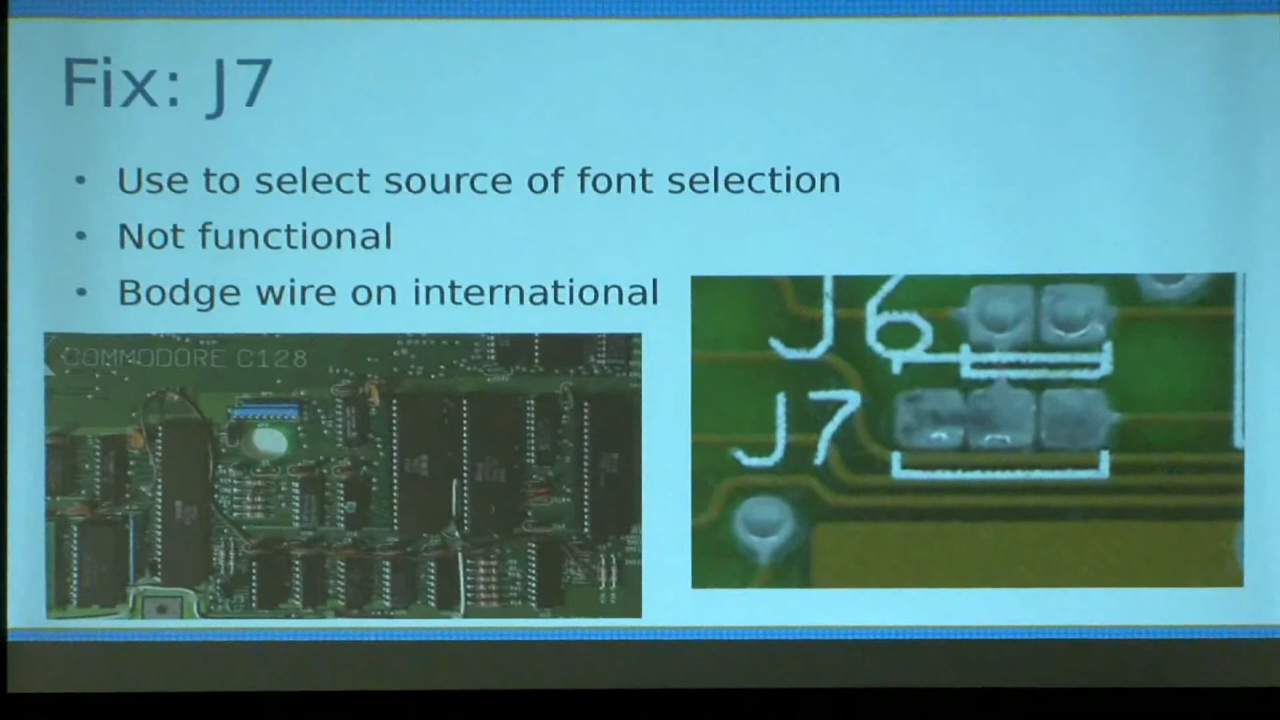 Fix: J7
• Use to select source of font selection
• Not functional
• Bodge wire on international
COMMODORE C128
J6
J7